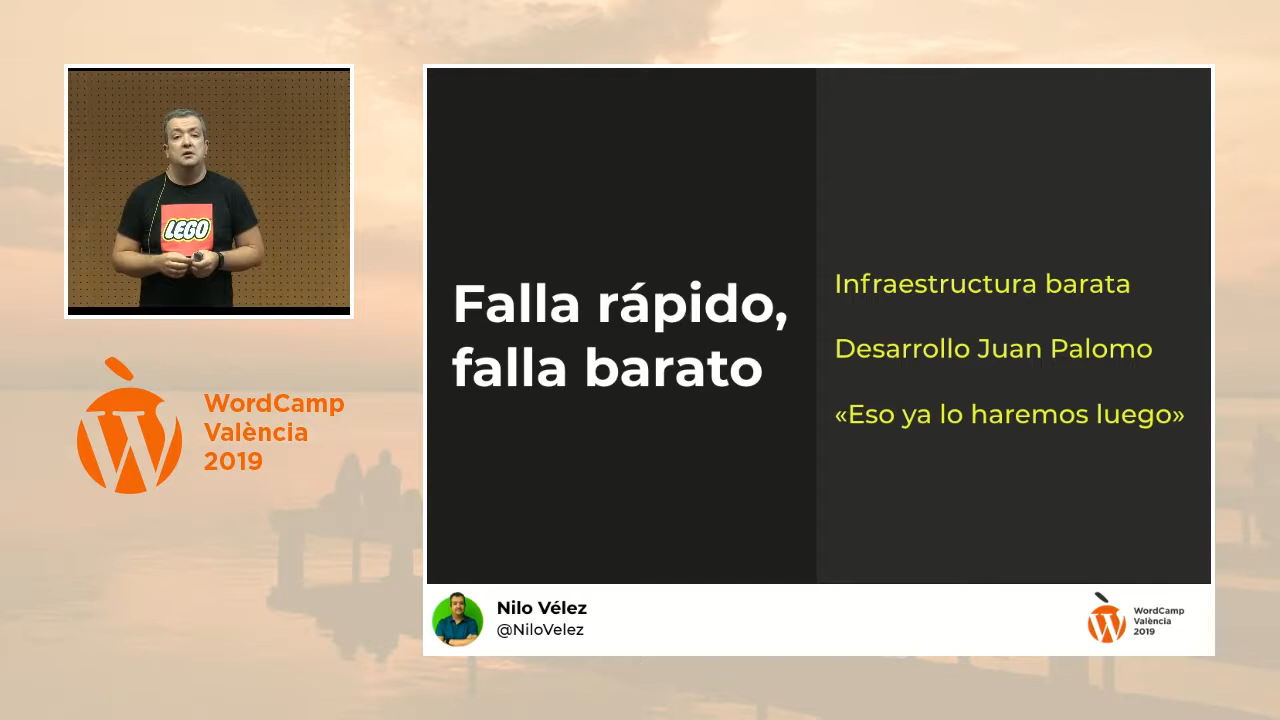 LEGO
WordCamp
València
2019
Falla rápido,
falla barato
Infraestructura barata
Desarrollo Juan Palomo
«Eso ya lo haremos luego»
Nilo Vélez
@NiloVelez
WordCamp
València
2019